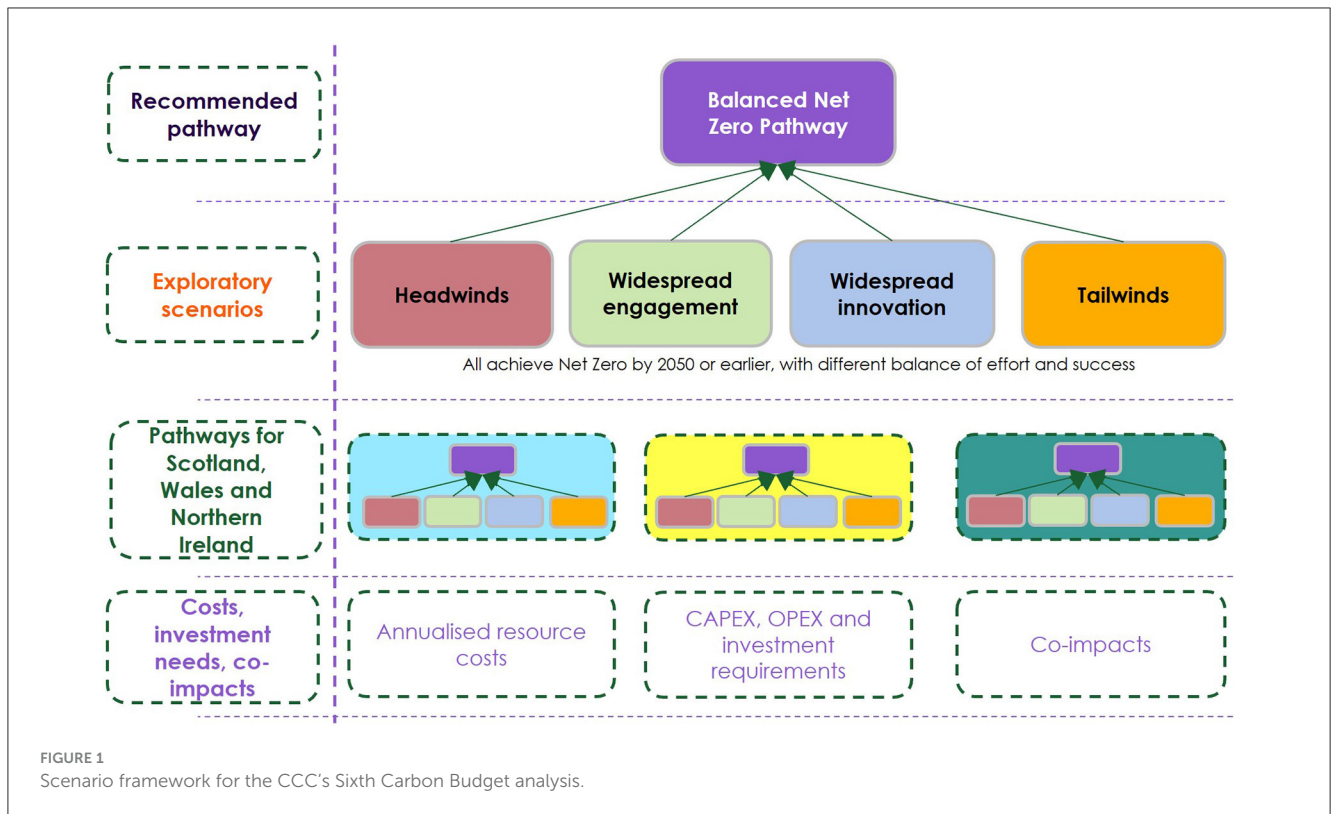 Recommended
pathway
Balanced Net
Zero Pathway
Exploratory
scenarios
Headwinds
Widespread
engagement
Widespread
innovation
Tailwinds
All achieve Net Zero by 2050 or earlier, with different balance of effort and success
Pathways for
Scotland,
Wales and
Northern
Ireland
Costs,
investment
needs, co-
impacts
Annualised resource
costs
CAPEX, OPEX and
investment
requirements
Co-impacts
FIGURE 1
Scenario framework for the CCC's Sixth Carbon Budget analysis.